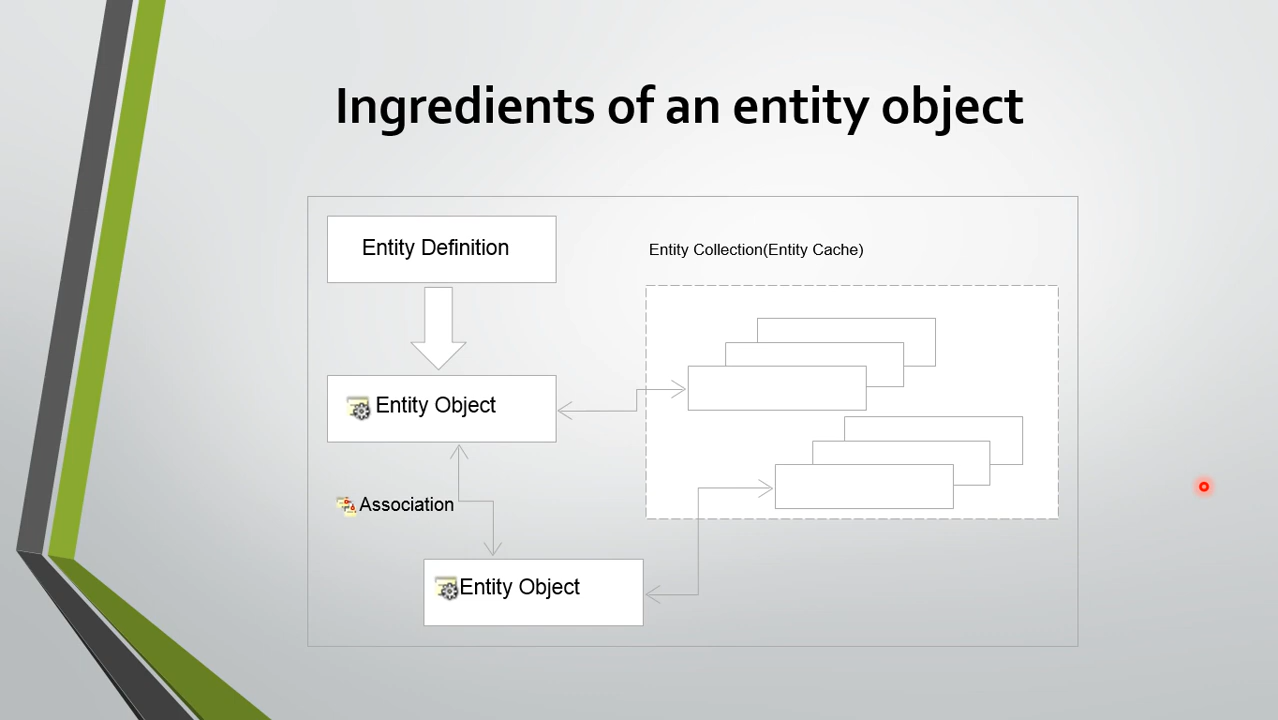 Ingredients of an entity object
Entity Definition
Entity Collection(Entity Cache)
Entity Object
Association
Entity Object